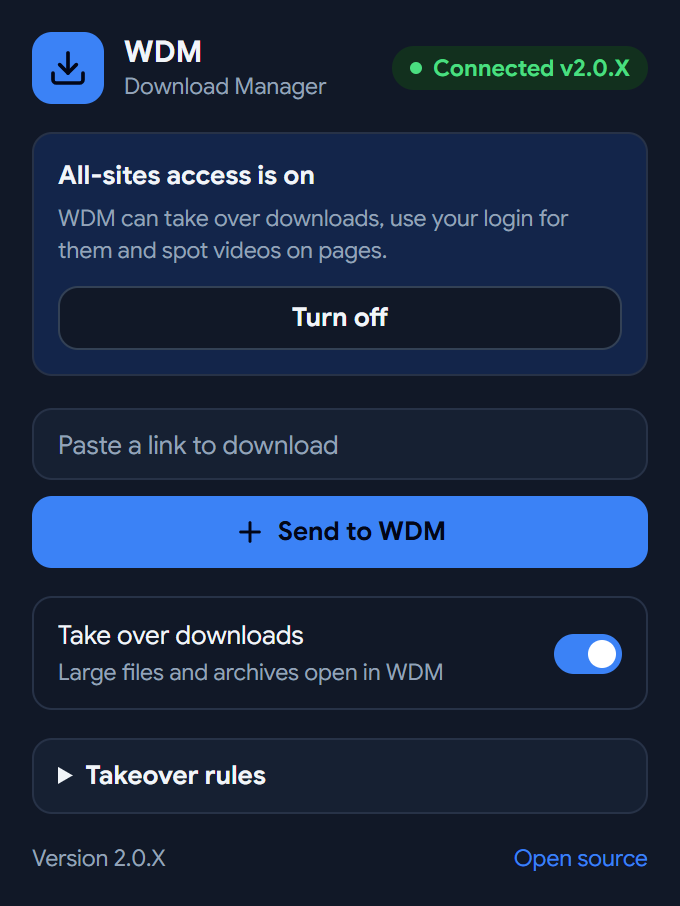 WDM
Download Manager
Connected v2.0.X
All-sites access is on
WDM can take over downloads, use your login for
them and spot videos on pages.
Turn off
Paste a link to download
Send to WDM
Take over downloads
Large files and archives open in WDM
Takeover rules
Version 2.0.X
Open source